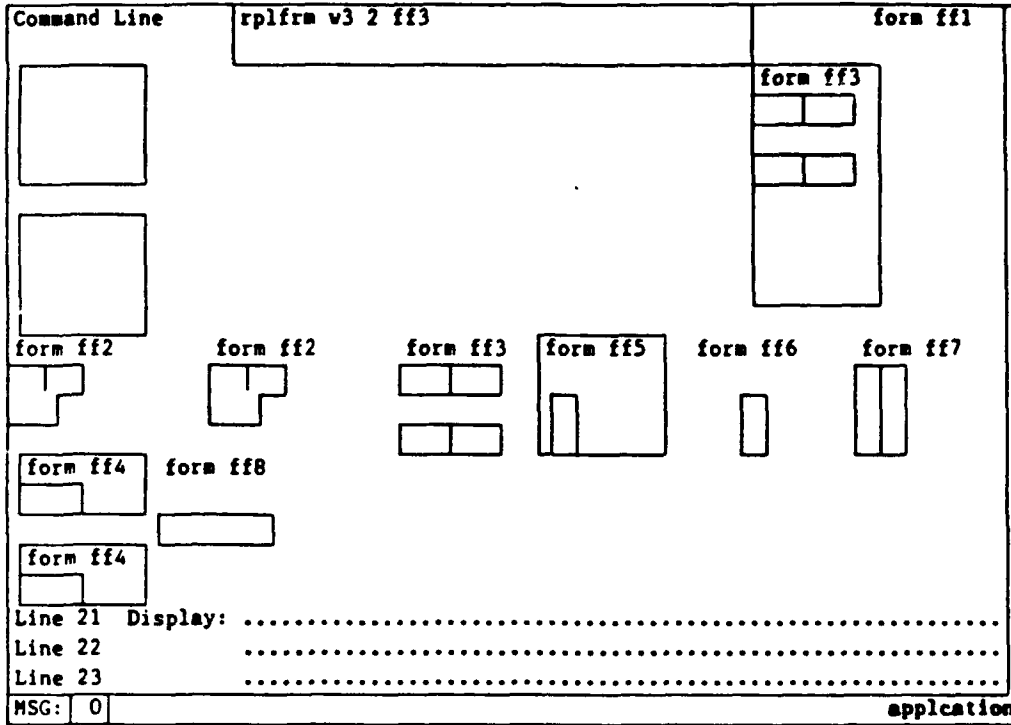 Command Line rplfrm v3 2 ff3 form ff1
form ff3
form ff2 form ff2 form ff3 form ff5 form ff6 form ff7
form ff4 form ff8
form ff4
Line 21 Display: ............................................................
Line 22 ............................................................
Line 23 .............................................................
MSG: 0 applcation